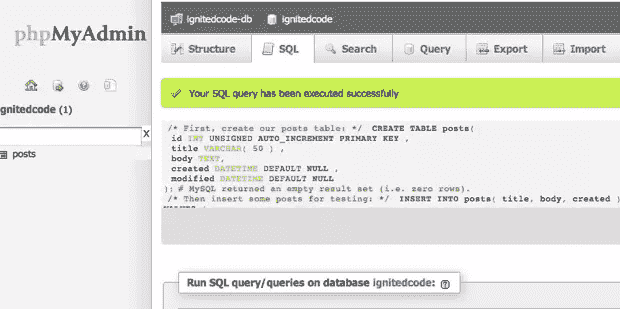 phpMyAdmin
gnitedcode (1)
X
posts
ignitedcode-db ignitedcode
Structure SQL Search Query Export Import
Your SQL query has been executed successfully
/* First, create our posts table: */ CREATE TABLE posts(
id INT UNSIGNED AUTO_INCREMENT PRIMARY KEY ,
title VARCHAR( 50 ) ,
body TEXT,
created DATETIME DEFAULT NULL ,
modified DATETIME DEFAULT NULL
); # MySQL returned an empty result set (i.e. zero rows).
/* Then insert some posts for testing: */ INSERT INTO posts( title, body, created )
Run SQL query/queries on database ignitedcode: